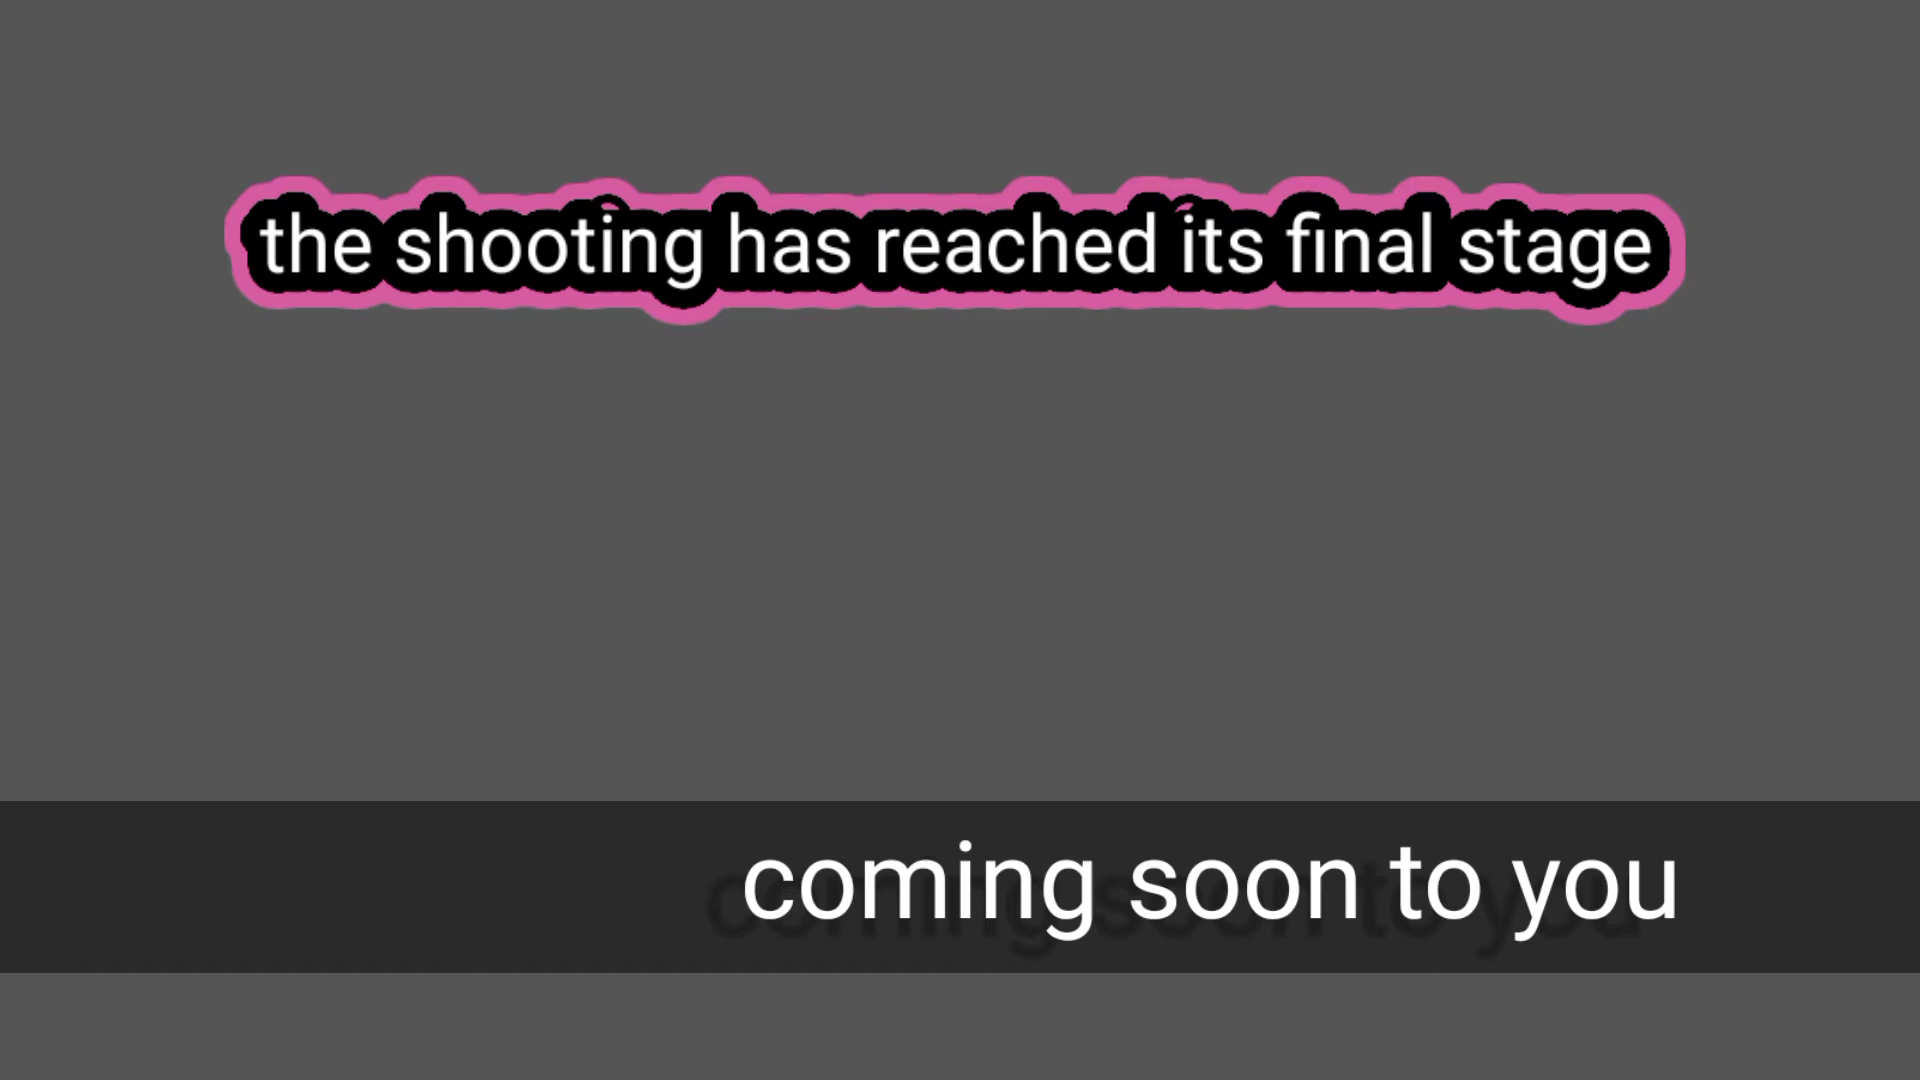 the shooting has reached its final stage
coming soon to you